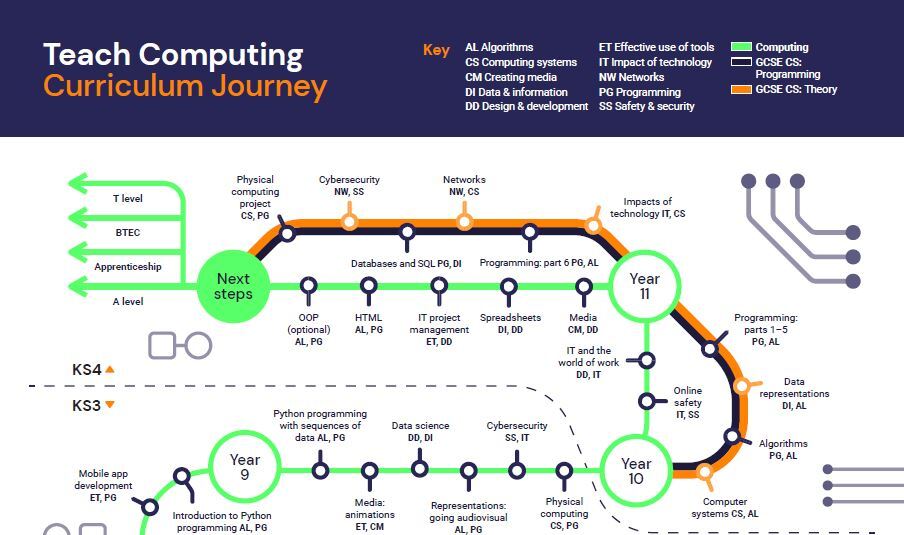 Teach Computing
Curriculum Journey
Key
AL Algorithms
CS Computing systems
CM Creating media
DI Data & information
DD Design & development
ET Effective use of tools
IT Impact of technology
NW Networks
PG Programming
SS Safety & security
Computing
GCSE CS:
Programming
GCSE CS: Theory
T level
BTEC
Apprenticeship
A level
Next
steps
Physical
computing
project
CS, PG
Cybersecurity
NW, SS
Networks
NW, CS
Impacts of
technology IT, CS
Databases and SQL PG, DI
Programming: part 6 PG, AL
Year
11
OOP
(optional)
AL, PG
HTML
AL, PG
IT project
management
ET, DD
Spreadsheets
DI, DD
Media
CM, DD
Programming:
parts 1–5
PG, AL
IT and the
world of work
DD, IT
Online
safety
IT, SS
Data
representations
DI, AL
Algorithms
PG, AL
Computer
systems CS, AL
KS4
KS3
Year
10
Python programming
with sequences of
data AL, PG
Data science
DD, DI
Cybersecurity
SS, IT
Year
9
Media:
animations
ET, CM
Representations:
going audiovisual
AL, PG
Physical
computing
CS, PG
Mobile app
development
ET, PG
Introduction to Python
programming AL, PG